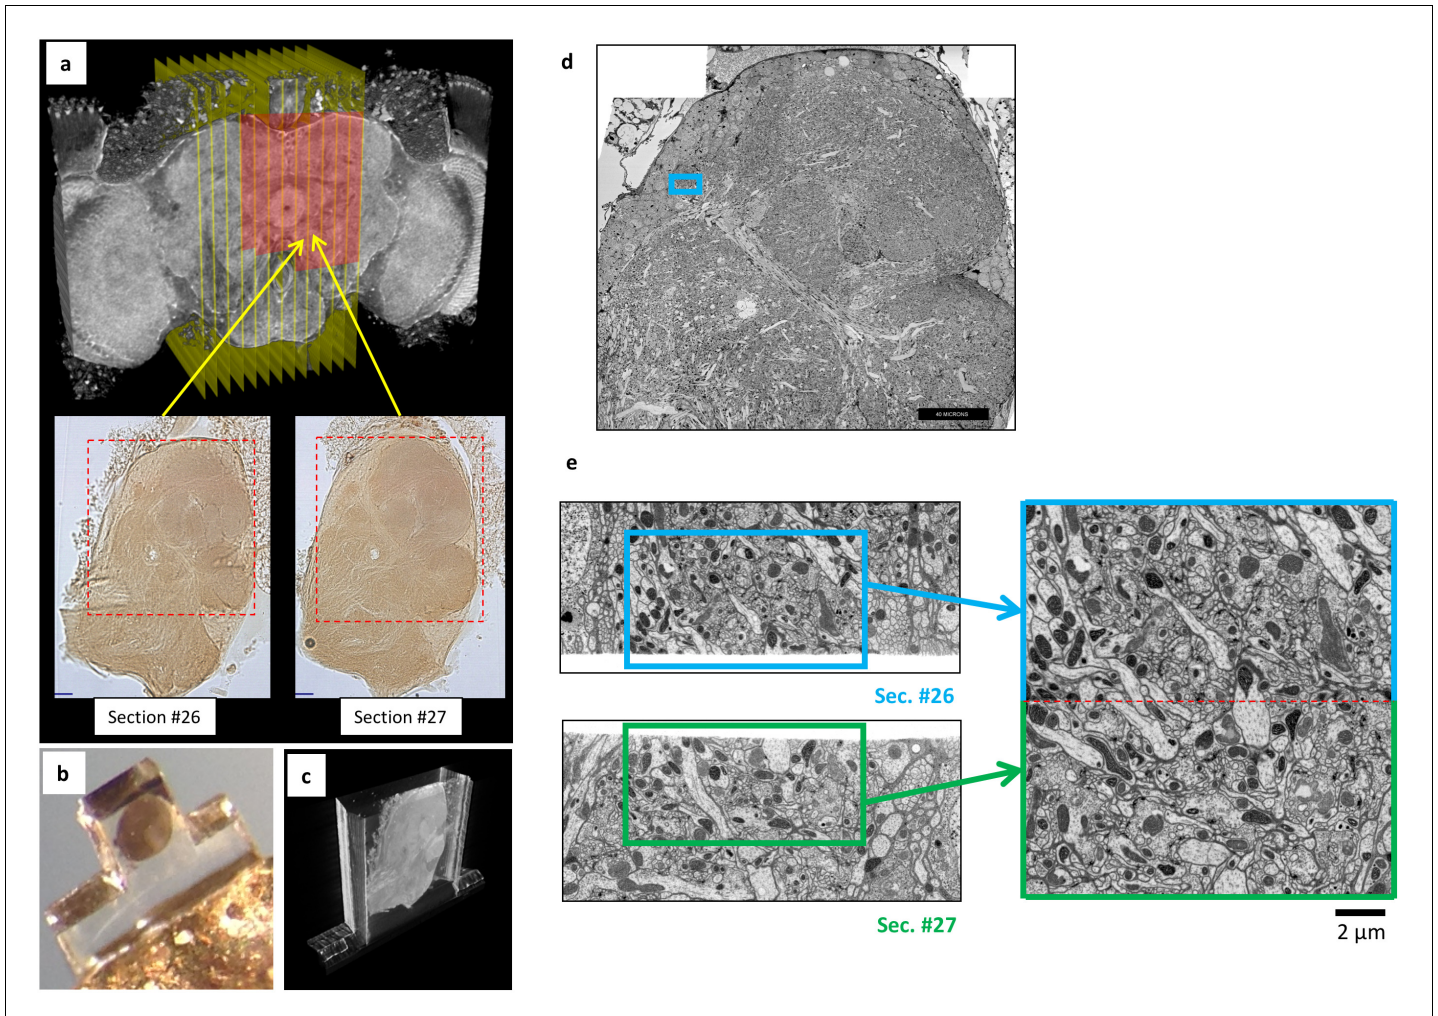 a
Section #26
Section #27
b
c
d
40 MICRONS
e
Sec. #26
Sec. #27
2 µm